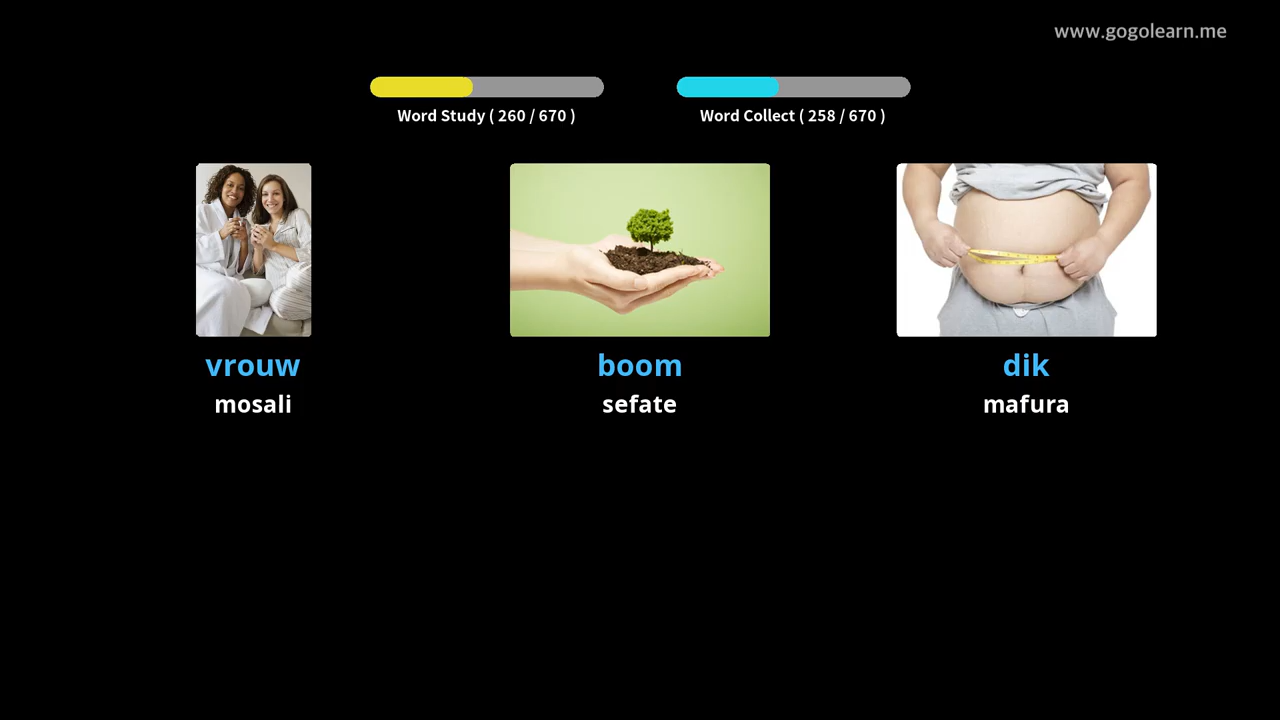 www.gogolearn.me
Word Study ( 260 / 670 )
Word Collect ( 258 / 670 )
vrouw
mosali
boom
sefate
dik
mafura